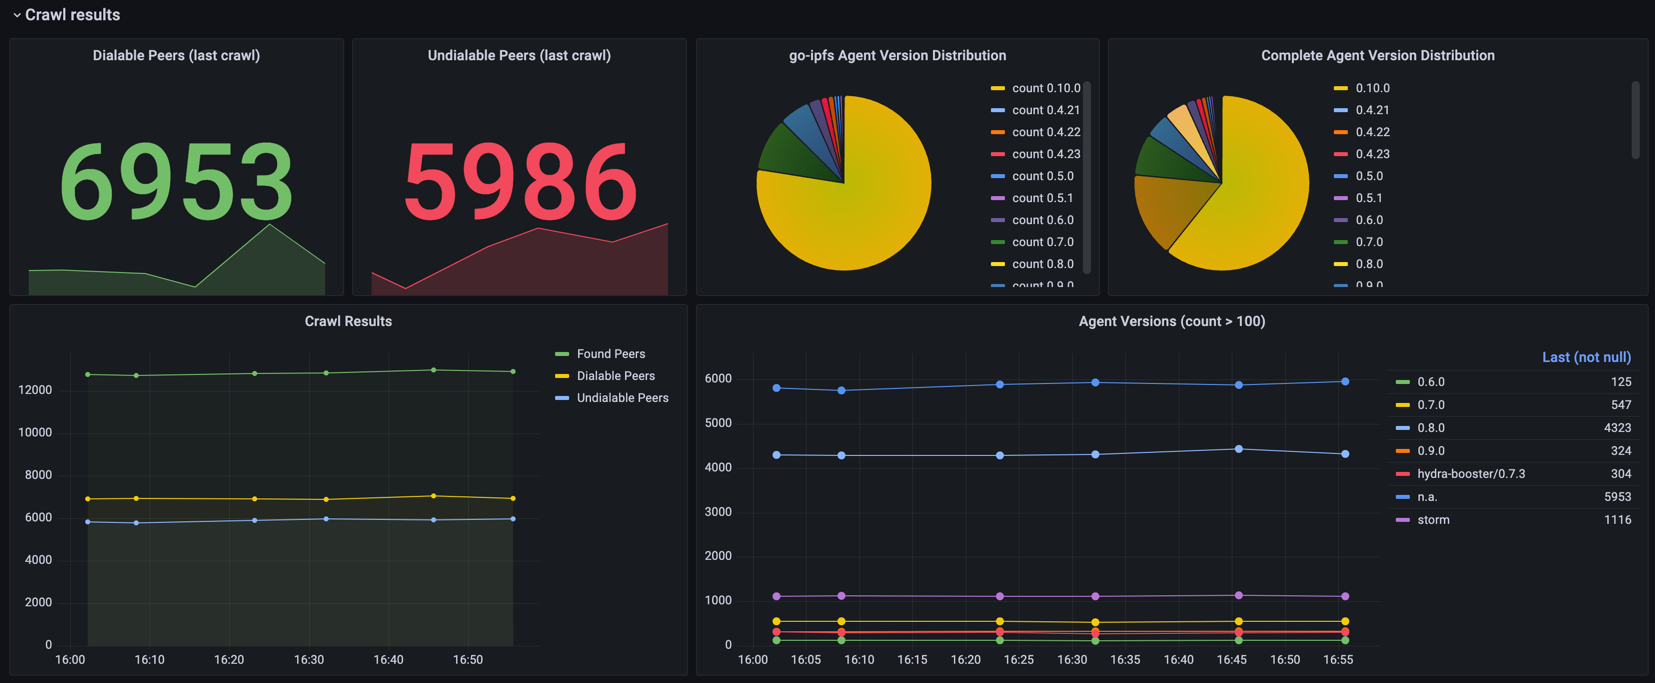 Crawl results
Dialable Peers (last crawl)
6953
Undialable Peers (last crawl)
5986
go-ipfs Agent Version Distribution
count 0.10.0
count 0.4.21
count 0.4.22
count 0.4.23
count 0.5.0
count 0.5.1
count 0.6.0
count 0.7.0
count 0.8.0
count 0.9.0
Complete Agent Version Distribution
0.10.0
0.4.21
0.4.22
0.4.23
0.5.0
0.5.1
0.6.0
0.7.0
0.8.0
0.9.0
Crawl Results
12000
10000
8000
6000
4000
2000
0
16:00 16:10 16:20 16:30 16:40 16:50
Found Peers
Dialable Peers
Undialable Peers
Agent Versions (count > 100)
6000
5000
4000
3000
2000
1000
0
16:00 16:05 16:10 16:15 16:20 16:25 16:30 16:35 16:40 16:45 16:50 16:55
Last (not null)
0.6.0 125
0.7.0 547
0.8.0 4323
0.9.0 324
hydra-booster/0.7.3 304
n.a. 5953
storm 1116